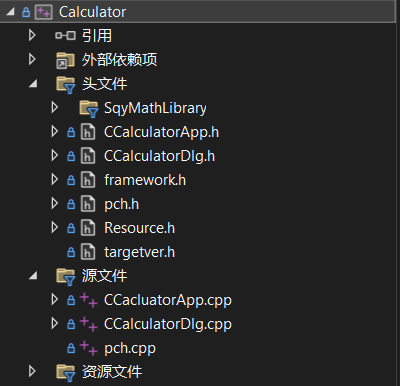 Calculator
引用
外部依赖项
头文件
SqyMathLibrary
CCalculatorApp.h
CCalculatorDlg.h
framework.h
pch.h
Resource.h
targetver.h
源文件
CCacluatorApp.cpp
CCalculatorDlg.cpp
pch.cpp
资源文件